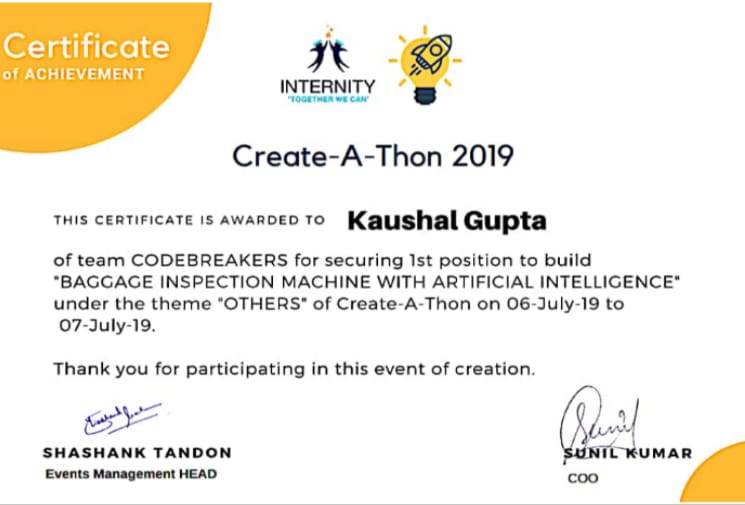 Certificate
of ACHIEVEMENT
INTERNITY
"TOGETHER WE CAN"
Create-A-Thon 2019
THIS CERTIFICATE IS AWARDED TO Kaushal Gupta
of team CODEBREAKERS for securing 1st position to build
"BAGGAGE INSPECTION MACHINE WITH ARTIFICIAL INTELLIGENCE"
under the theme "OTHERS" of Create-A-Thon on 06-July-19 to
07-July-19.
Thank you for participating in this event of creation.
Sunil
SHASHANK TANDON
SUNIL KUMAR
Events Management HEAD
COO